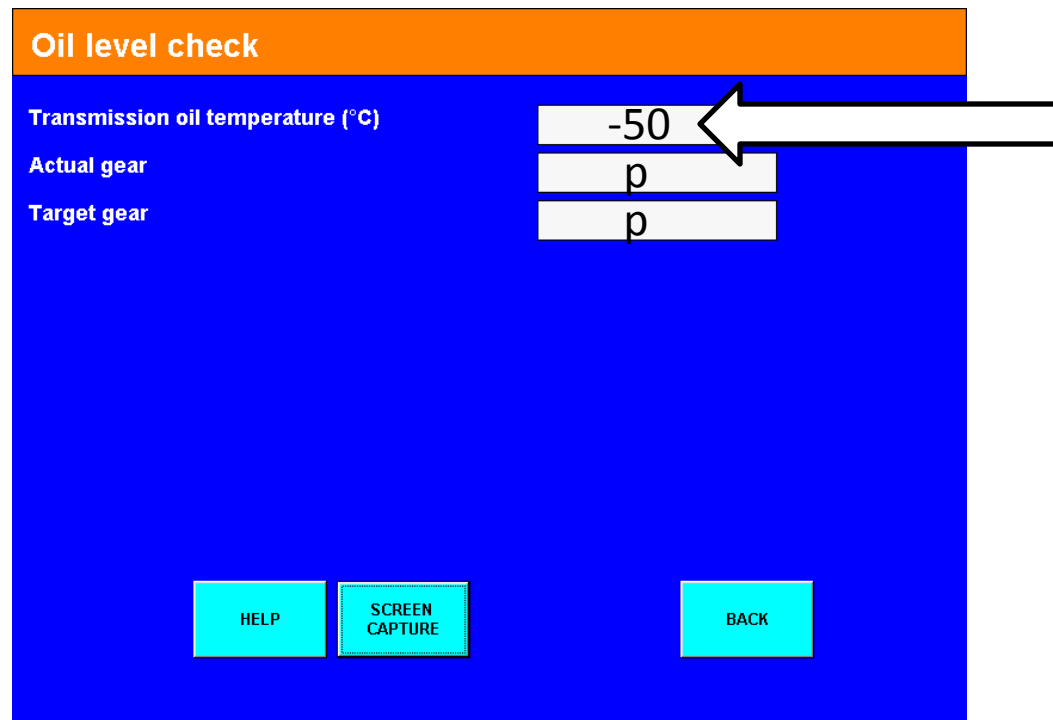 Oil level check
Transmission oil temperature (°C) -50
Actual gear p
Target gear p
HELP SCREEN CAPTURE BACK